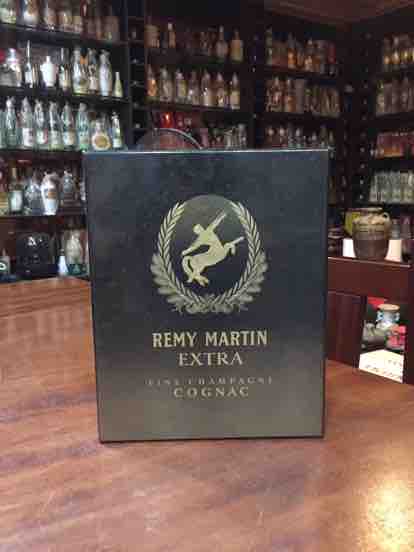 REMY MARTIN
EXTRA
FINE CHAMPAGNE
COGNAC